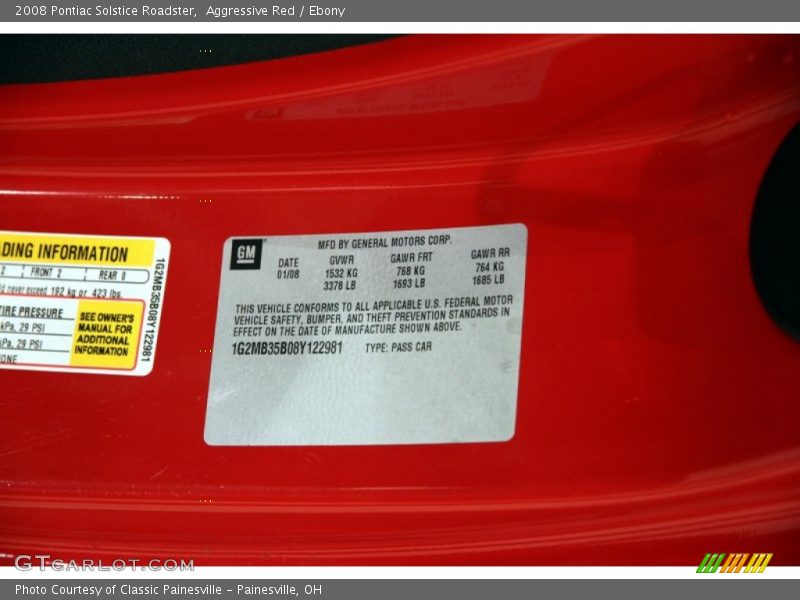 2008 Pontiac Solstice Roadster,  Aggressive Red / Ebony
DING INFORMATION
2 FRONT 2 REAR 0
never exceed 192 kg or 423 lbs.
TIRE PRESSURE
kPa, 29 PSI
kPa, 29 PSI
ONE
SEE OWNER'S
MANUAL FOR
ADDITIONAL
INFORMATION
1G2MB35B08Y122981
GM
MFD BY GENERAL MOTORS CORP.
DATE GVWR GAWR FRT GAWR RR
01/08 1532 KG 768 KG 764 KG
3378 LB 1693 LB 1685 LB
THIS VEHICLE CONFORMS TO ALL APPLICABLE U.S. FEDERAL MOTOR
VEHICLE SAFETY, BUMPER, AND THEFT PREVENTION STANDARDS IN
EFFECT ON THE DATE OF MANUFACTURE SHOWN ABOVE.
1G2MB35B08Y122981 TYPE: PASS CAR
GTcarlot.com
Photo Courtesy of Classic Painesville - Painesville, OH